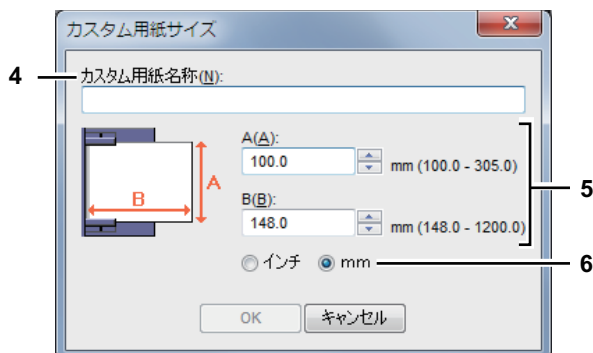 カスタム用紙サイズ
4 カスタム用紙名称(N):
A(A):
100.0 mm (100.0 - 305.0)
A
B
5
B(B):
148.0 mm (148.0 - 1200.0)
インチ mm 6
OK キャンセル